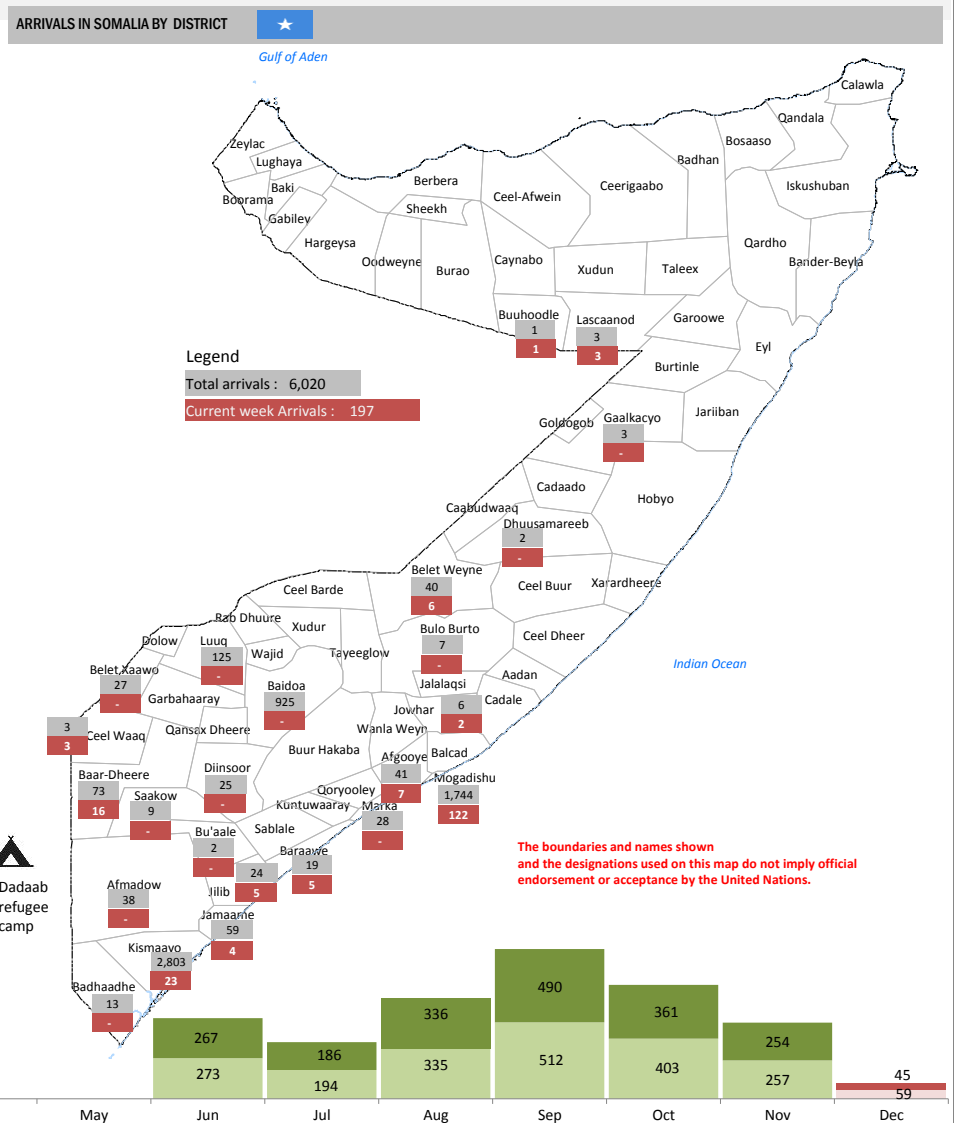 ARRIVALS IN SOMALIA BY DISTRICT
Gulf of Aden
Calawla
Qandala
Bosaaso
Zeylac
Badhan
Lughaya
Berbera
Ceerigaabo
Iskushuban
Baki
Ceel-Afwein
Boorama
Sheekh
Gabiley
Hargeysa
Qardho
Oodweyne
Caynabo
Bander-Beyla
Burao
Xudun
Taleex
Buuhoodle
1
1
Lascaanod
3
3
Garoowe
Eyl
Legend
Total arrivals : 6,020
Current week Arrivals : 197
Burtinle
Jariiban
Goldogob
Gaalkacyo
3
-
Cadaado
Hobyo
Caabudwaaq
Dhuusamareeb
2
-
Belet Weyne
40
6
Ceel Buur
Xarardheere
Ceel Barde
Rab Dhuure
Xudur
Bulo Burto
7
-
Ceel Dheer
Dolow
Luuq
125
-
Wajid
Tayeeglow
Indian Ocean
Belet Xaawo
27
-
Jalalaqsi
Aadan
Baidoa
925
-
Garbahaaray
Cadale
Jowhar
6
2
3
3
Ceel Waaq
Qansax Dheere
Wanla Weyn
Buur Hakaba
Balcad
Afgooye
41
7
Baar-Dheere
73
16
Diinsoor
25
-
Mogadishu
1,744
122
Saakow
9
-
Qoryooley
Kuntuwaaray
Marka
28
-
Bu'aale
2
-
Sablale
Baraawe
19
5
The boundaries and names shown
and the designations used on this map do not imply official
endorsement or acceptance by the United Nations.
24
5
Jilib
Dadaab
refugee
camp
Afmadow
38
-
Jamaame
59
4
Kismaayo
2,803
23
Badhaadhe
13
-
267
186
336
490
361
254
45
273
194
335
512
403
257
59
May
Jun
Jul
Aug
Sep
Oct
Nov
Dec